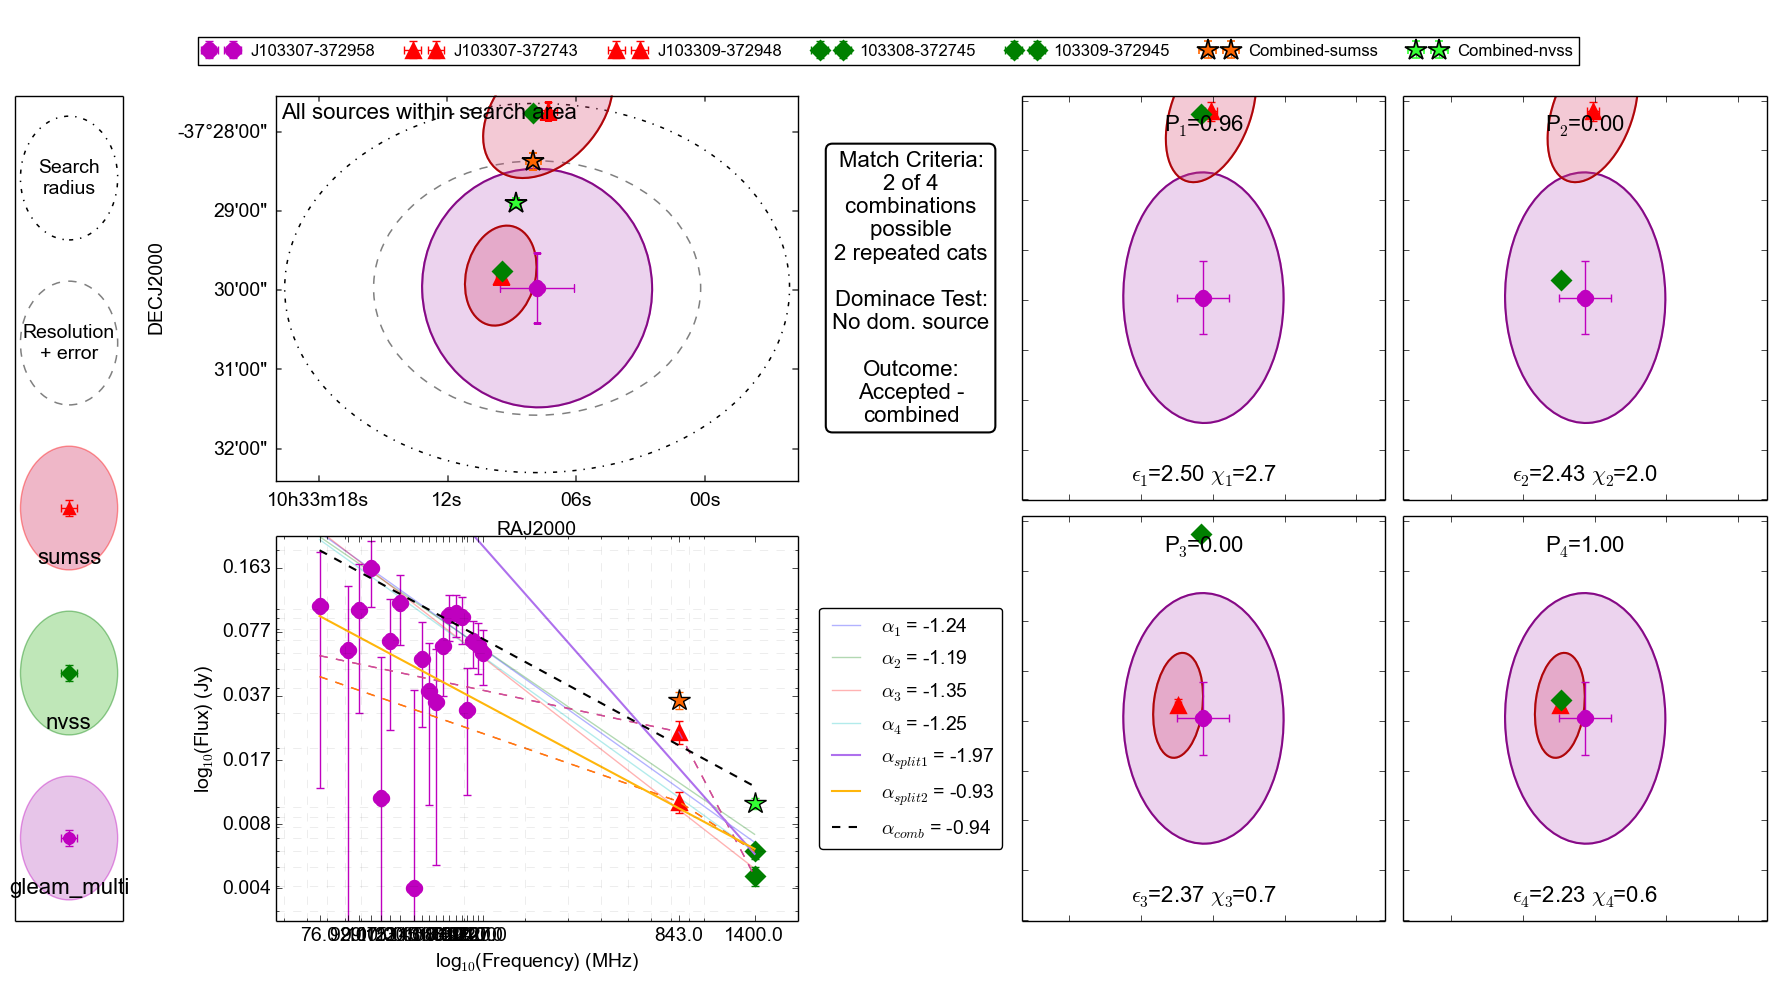 J103307-372958
J103307-372743
J103309-372948
103308-372745
103309-372945
Combined-sumss
Combined-nvss
Search
radius
Resolution
+ error
sumss
nvss
gleam_multi
All sources within search area
DECJ2000
-37°28'00"
29'00"
30'00"
31'00"
32'00"
10h33m18s
12s
06s
00s
RAJ2000
Match Criteria:
2 of 4
combinations
possible
2 repeated cats
Dominace Test:
No dom. source
Outcome:
Accepted -
combined
P1=0.96
ϵ1=2.50 χ1=2.7
P2=0.00
ϵ2=2.43 χ2=2.0
P3=0.00
ϵ3=2.37 χ3=0.7
P4=1.00
ϵ4=2.23 χ4=0.6
log10(Flux) (Jy)
0.163
0.077
0.037
0.017
0.008
0.004
76.0
843.0
1400.0
log10(Frequency) (MHz)
α1 = -1.24
α2 = -1.19
α3 = -1.35
α4 = -1.25
αsplit1 = -1.97
αsplit2 = -0.93
αcomb = -0.94